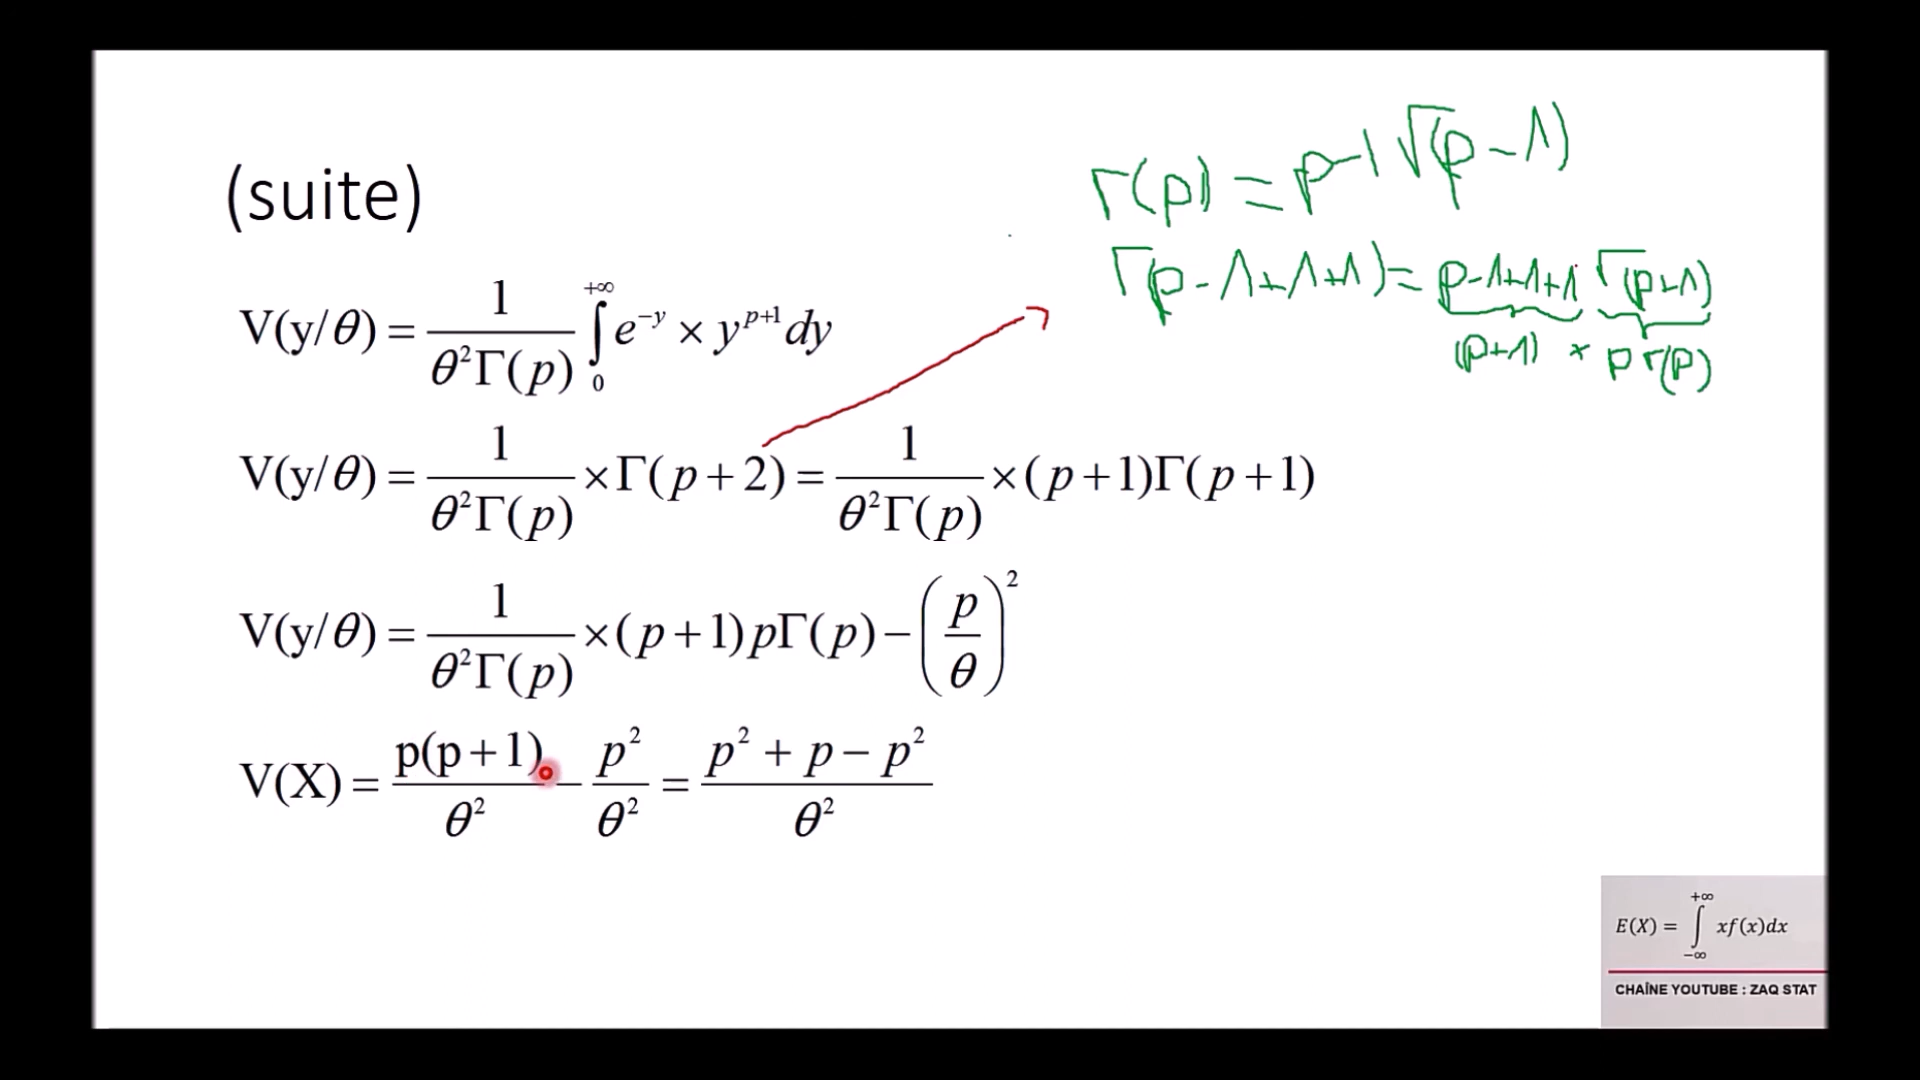 (suite)
Γ(p) = p-1 Γ(p-1)
Γ(p-1+1+1) = p-1+1+1 Γ(p+1)
(p+1) × p Γ(p)
V(y/θ) = 1/(θ²Γ(p)) ∫₀^{+∞} e^{-y} × y^{p+1} dy
V(y/θ) = 1/(θ²Γ(p)) × Γ(p+2) = 1/(θ²Γ(p)) × (p+1)Γ(p+1)
V(y/θ) = 1/(θ²Γ(p)) × (p+1)pΓ(p) − (p/θ)²
V(X) = p(p+1)/θ² − p²/θ² = (p² + p − p²)/θ²
E(X) = ∫_{−∞}^{+∞} xf(x)dx
CHAÎNE YOUTUBE : ZAQ STAT